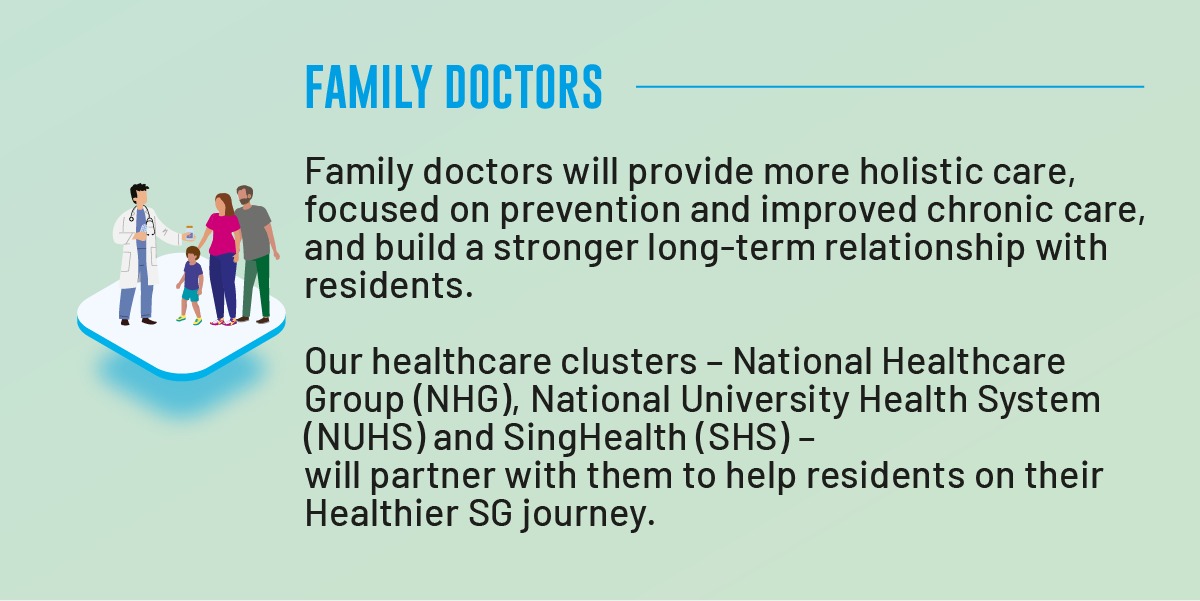 FAMILY DOCTORS
Family doctors will provide more holistic care,
focused on prevention and improved chronic care,
and build a stronger long-term relationship with
residents.
Our healthcare clusters – National Healthcare
Group (NHG), National University Health System
(NUHS) and SingHealth (SHS) –
will partner with them to help residents on their
Healthier SG journey.